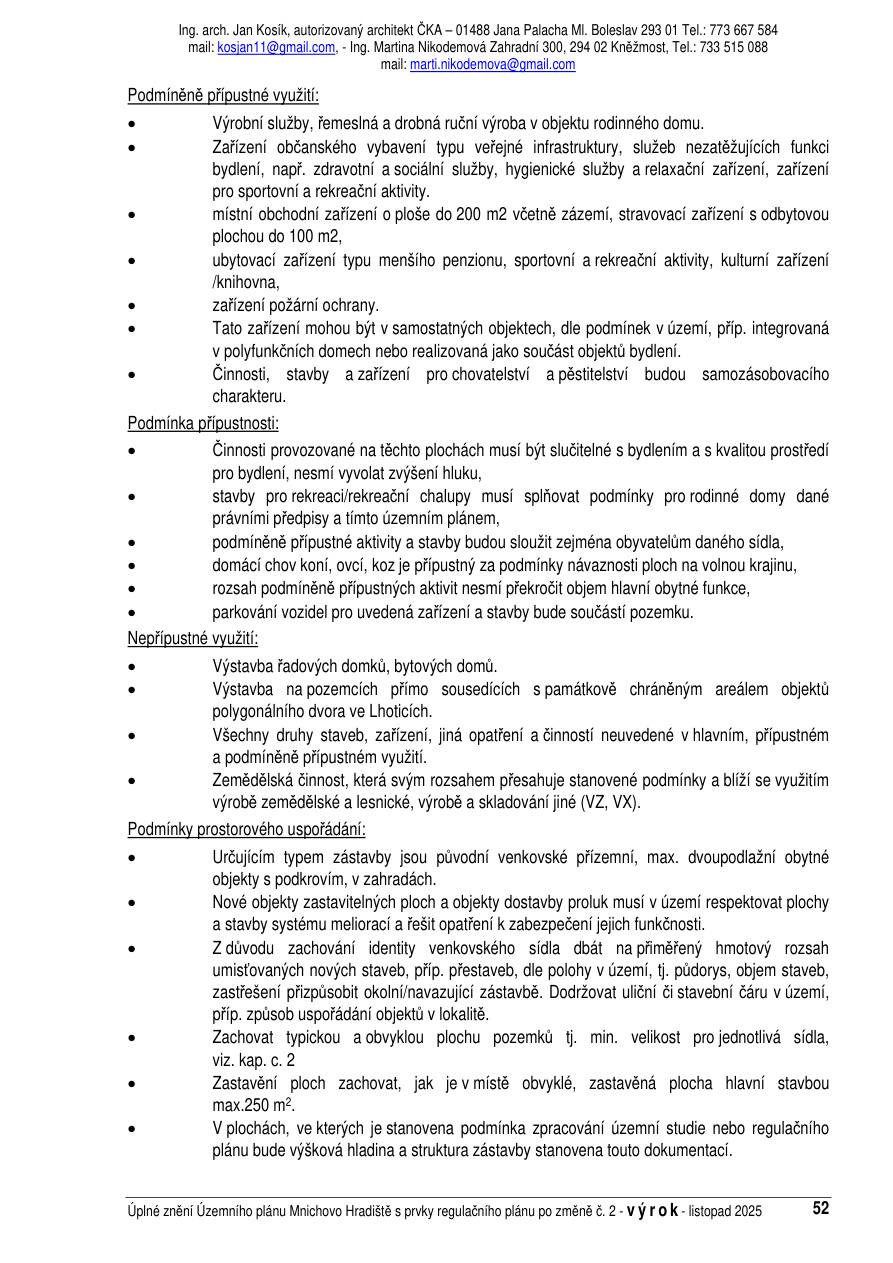 Ing. arch. Jan Kosík, autorizovaný architekt ČKA – 01488 Jana Palacha Ml. Boleslav 293 01 Tel.: 773 667 584
mail: kosjan11@gmail.com, - Ing. Martina Nikodemová Zahradní 300, 294 02 Kněžmost, Tel.: 733 515 088
mail: marti.nikodemova@gmail.com
Podmíněně přípustné využití:
• Výrobní služby, řemeslná a drobná ruční výroba v objektu rodinného domu.
• Zařízení občanského vybavení typu veřejné infrastruktury, služeb nezatěžujících funkci
bydlení, např. zdravotní a sociální služby, hygienické služby a relaxační zařízení, zařízení
pro sportovní a rekreační aktivity.
• místní obchodní zařízení o ploše do 200 m2 včetně zázemí, stravovací zařízení s odbytovou
plochou do 100 m2,
• ubytovací zařízení typu menšího penzionu, sportovní a rekreační aktivity, kulturní zařízení
/knihovna,
• zařízení požární ochrany.
• Tato zařízení mohou být v samostatných objektech, dle podmínek v území, příp. integrovaná
v polyfunkčních domech nebo realizovaná jako součást objektů bydlení.
• Činnosti, stavby a zařízení pro chovatelství a pěstitelství budou samozásobovacího
charakteru.
Podmínka přípustnosti:
• Činnosti provozované na těchto plochách musí být slučitelné s bydlením a s kvalitou prostředí
pro bydlení, nesmí vyvolat zvýšení hluku,
• stavby pro rekreaci/rekreační chalupy musí splňovat podmínky pro rodinné domy dané
právními předpisy a tímto územním plánem,
• podmíněně přípustné aktivity a stavby budou sloužit zejména obyvatelům daného sídla,
• domácí chov koní, ovcí, koz je přípustný za podmínky návaznosti ploch na volnou krajinu,
• rozsah podmíněně přípustných aktivit nesmí překročit objem hlavní obytné funkce,
• parkování vozidel pro uvedená zařízení a stavby bude součástí pozemku.
Nepřípustné využití:
• Výstavba řadových domků, bytových domů.
• Výstavba na pozemcích přímo sousedících s památkově chráněným areálem objektů
polygonálního dvora ve Lhoticích.
• Všechny druhy staveb, zařízení, jiná opatření a činností neuvedené v hlavním, přípustném
a podmíněně přípustném využití.
• Zemědělská činnost, která svým rozsahem přesahuje stanovené podmínky a blíží se využitím
výrobě zemědělské a lesnické, výrobě a skladování jiné (VZ, VX).
Podmínky prostorového uspořádání:
• Určujícím typem zástavby jsou původní venkovské přízemní, max. dvoupodlažní obytné
objekty s podkrovím, v zahradách.
• Nové objekty zastavitelných ploch a objekty dostavby proluk musí v území respektovat plochy
a stavby systému meliorací a řešit opatření k zabezpečení jejich funkčnosti.
• Z důvodu zachování identity venkovského sídla dbát na přiměřený hmotový rozsah
umisťovaných nových staveb, příp. přestaveb, dle polohy v území, tj. půdorys, objem staveb,
zastřešení přizpůsobit okolní/navazující zástavbě. Dodržovat uliční či stavební čáru v území,
příp. způsob uspořádání objektů v lokalitě.
• Zachovat typickou a obvyklou plochu pozemků tj. min. velikost pro jednotlivá sídla,
viz. kap. c. 2
• Zastavění ploch zachovat, jak je v místě obvyklé, zastavěná plocha hlavní stavbou
max.250 m².
• V plochách, ve kterých je stanovena podmínka zpracování územní studie nebo regulačního
plánu bude výšková hladina a struktura zástavby stanovena touto dokumentací.
Úplné znění Územního plánu Mnichovo Hradiště s prvky regulačního plánu po změně č. 2 - v ý r o k - listopad 2025 52